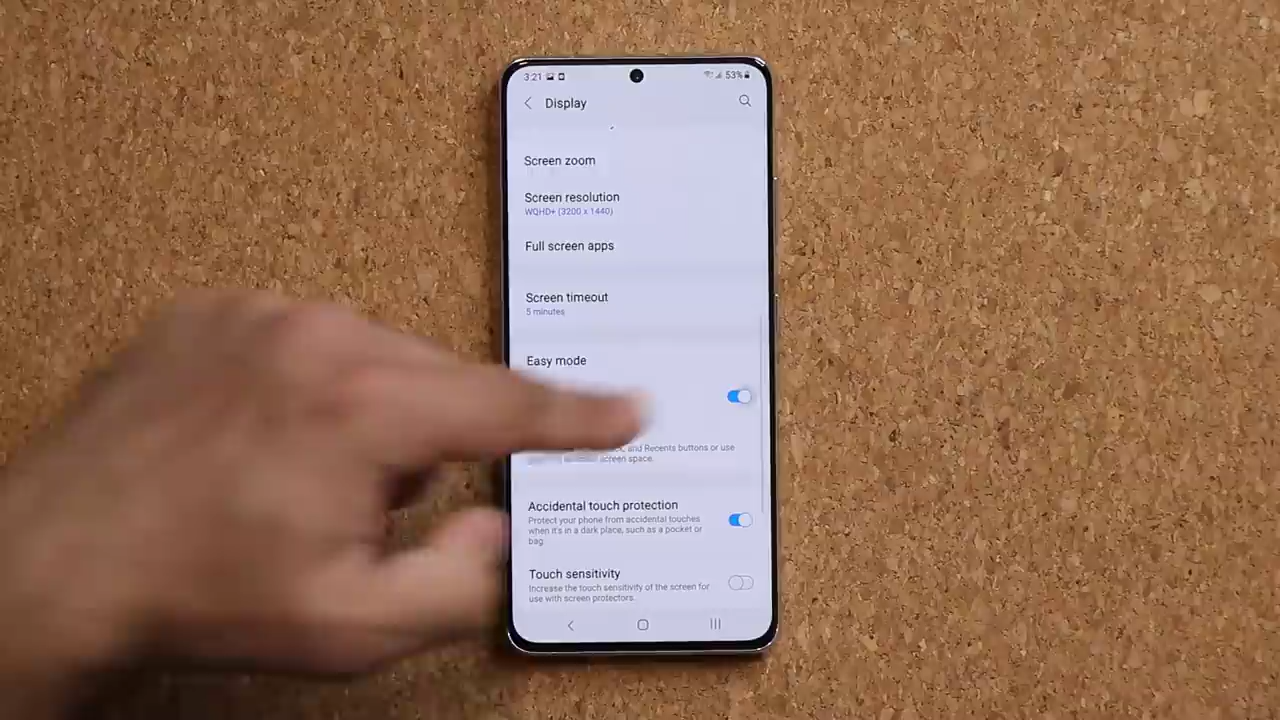 3:21
53%
Display
Screen zoom
Screen resolution
WQHD+ (3200 x 1440)
Full screen apps
Screen timeout
5 minutes
Easy mode
and Recents buttons or use
screen space.
Accidental touch protection
Protect your phone from accidental touches
when it's in a dark place, such as a pocket or
bag.
Touch sensitivity
Increase the touch sensitivity of the screen for
use with screen protectors.